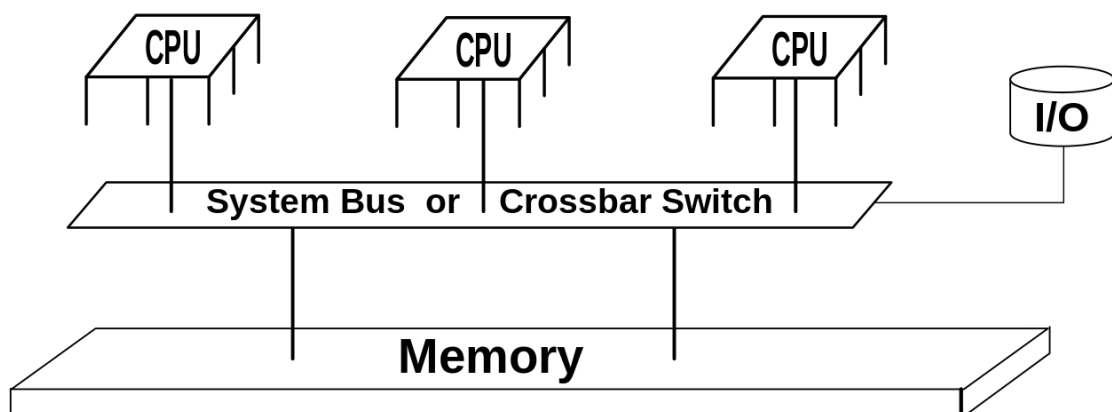 CPU
CPU
CPU
I/O
System Bus or Crossbar Switch
Memory